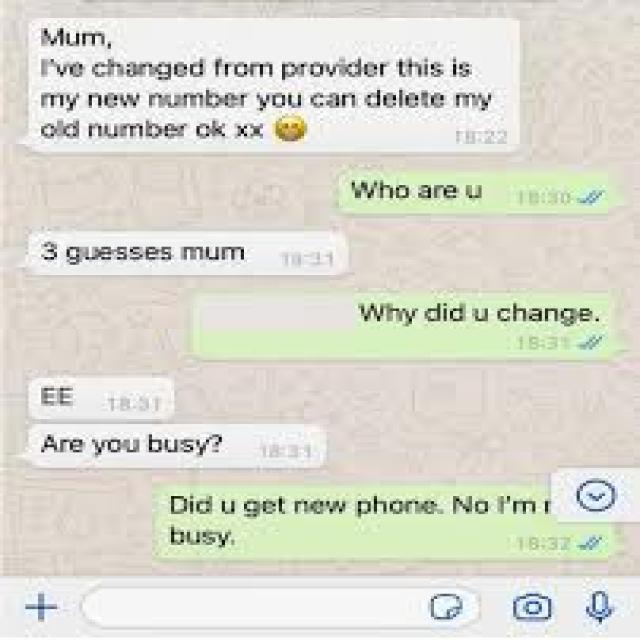 Mum,
I've changed from provider this is
my new number you can delete my
old number ok xx 😁
18:22
Who are u 18:30
3 guesses mum 18:31
Why did u change.
18:31
EE 18:31
Are you busy? 18:31
Did u get new phone. No I'm
busy. 18:32